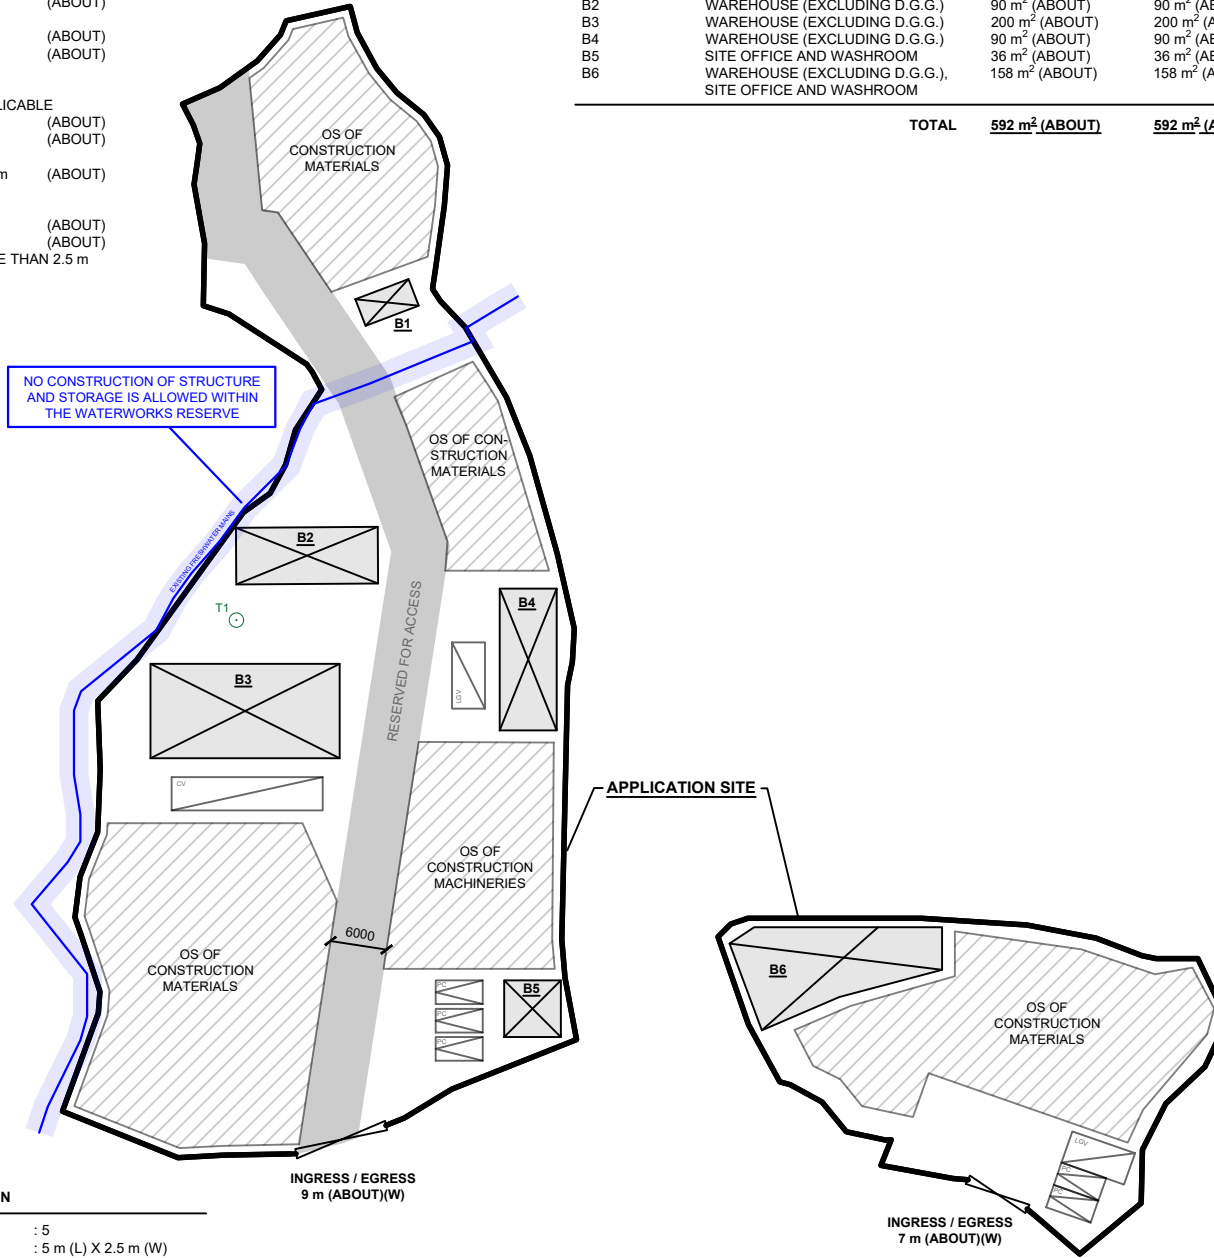 (ABOUT)
(ABOUT)
(ABOUT)
LICABLE
(ABOUT)
(ABOUT)
m (ABOUT)
(ABOUT)
(ABOUT)
E THAN 2.5 m
B2 WAREHOUSE (EXCLUDING D.G.G.) 90 m² (ABOUT) 90 m² (AB
B3 WAREHOUSE (EXCLUDING D.G.G.) 200 m² (ABOUT) 200 m² (A
B4 WAREHOUSE (EXCLUDING D.G.G.) 90 m² (ABOUT) 90 m² (AB
B5 SITE OFFICE AND WASHROOM 36 m² (ABOUT) 36 m² (AB
B6 WAREHOUSE (EXCLUDING D.G.G.), 158 m² (ABOUT) 158 m² (A
SITE OFFICE AND WASHROOM
TOTAL 592 m² (ABOUT) 592 m² (A
OS OF
CONSTRUCTION
MATERIALS
B1
NO CONSTRUCTION OF STRUCTURE
AND STORAGE IS ALLOWED WITHIN
THE WATERWORKS RESERVE
OS OF CON-
STRUCTION
MATERIALS
EXISTING FRESHWATER MAINS
B2
T1
B4
RESERVED FOR ACCESS
LGV
B3
CV
APPLICATION SITE
OS OF
CONSTRUCTION
MACHINERIES
6000
OS OF
CONSTRUCTION
MATERIALS
PC
PC
PC
B5
B6
OS OF
CONSTRUCTION
MATERIALS
LGV
PC
PC
INGRESS / EGRESS
9 m (ABOUT)(W)
INGRESS / EGRESS
7 m (ABOUT)(W)
N
: 5
: 5 m (L) X 2.5 m (W)